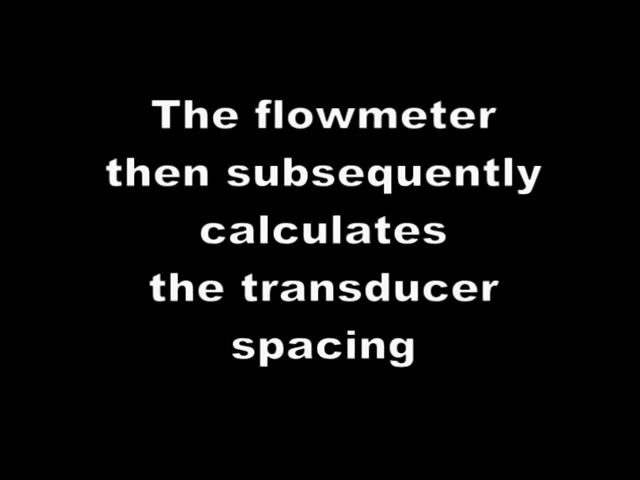 The flowmeter
then subsequently
calculates
the transducer
spacing